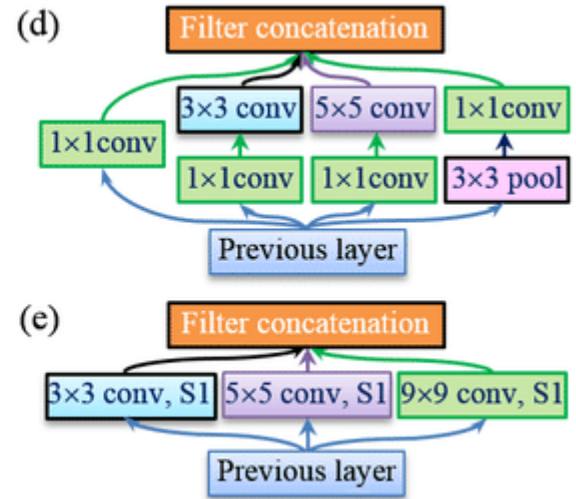 (d)
Filter concatenation
3×3 conv
5×5 conv
1×1conv
1×1conv
1×1conv
1×1conv
3×3 pool
Previous layer
(e)
Filter concatenation
3×3 conv, S1
5×5 conv, S1
9×9 conv, S1
Previous layer